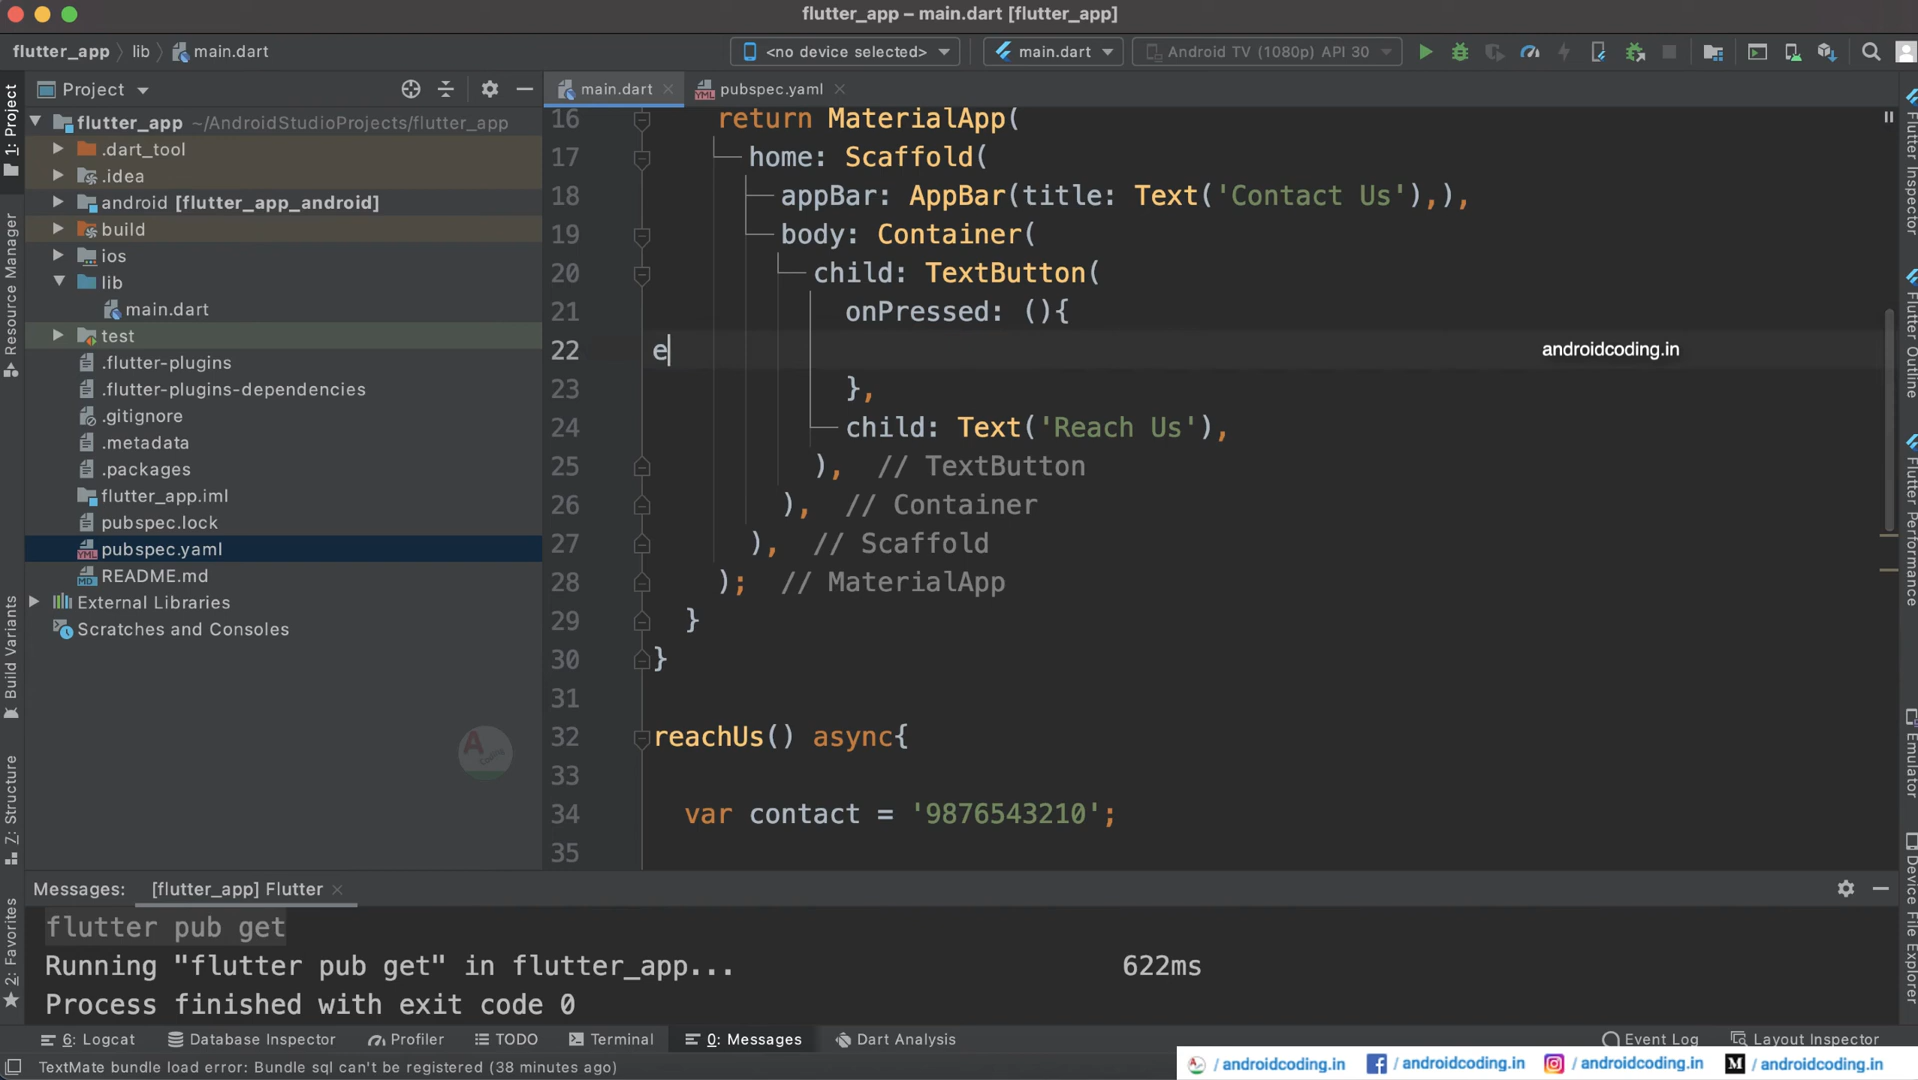 flutter_app – main.dart [flutter_app]
flutter_app lib main.dart <no device selected> main.dart Android TV (1080p) API 30
Project main.dart pubspec.yaml
flutter_app ~/AndroidStudioProjects/flutter_app
.dart_tool
.idea
android [flutter_app_android]
build
ios
lib
main.dart
test
.flutter-plugins
.flutter-plugins-dependencies
.gitignore
.metadata
.packages
flutter_app.iml
pubspec.lock
pubspec.yaml
README.md
External Libraries
Scratches and Consoles
1: Project
Resource Manager
Build Variants
7: Structure
2: Favorites
16 return MaterialApp(
17 home: Scaffold(
18 appBar: AppBar(title: Text('Contact Us'),),
19 body: Container(
20 child: TextButton(
21 onPressed: (){
22 e
androidcoding.in
23 },
24 child: Text('Reach Us'),
25 ), // TextButton
26 ), // Container
27 ), // Scaffold
28 ); // MaterialApp
29 }
30 }
31
32 reachUs() async{
33
34 var contact = '9876543210';
35
Flutter Inspector
Flutter Outline
Flutter Performance
Emulator
Device File Explorer
Messages: [flutter_app] Flutter
flutter pub get
Running "flutter pub get" in flutter_app... 622ms
Process finished with exit code 0
6: Logcat Database Inspector Profiler TODO Terminal 0: Messages Dart Analysis Event Log Layout Inspector
TextMate bundle load error: Bundle sql can't be registered (38 minutes ago)
/ androidcoding.in / androidcoding.in / androidcoding.in / androidcoding.in